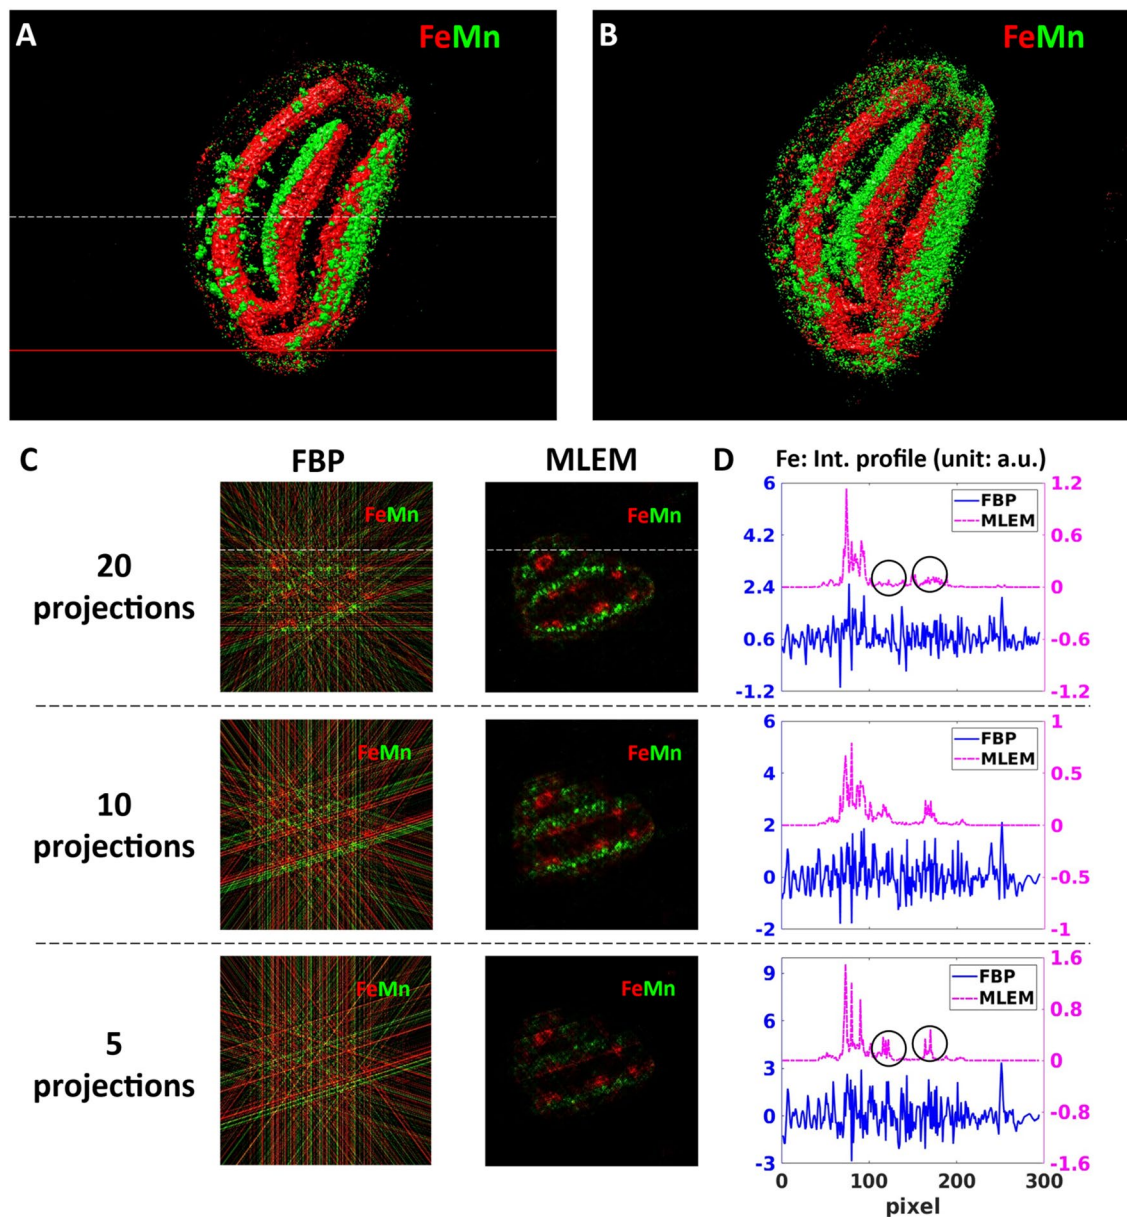 A
FeMn
B
FeMn
C
FBP
MLEM
D
Fe: Int. profile (unit: a.u.)
20
projections
FeMn
FeMn
6
4.2
2.4
0.6
-1.2
FBP
MLEM
1.2
0.6
0
-0.6
-1.2
10
projections
FeMn
FeMn
6
4
2
0
-2
FBP
MLEM
1
0.5
0
-0.5
-1
5
projections
FeMn
FeMn
9
6
3
0
-3
FBP
MLEM
1.6
0.8
0
-0.8
-1.6
0 100 200 300
pixel